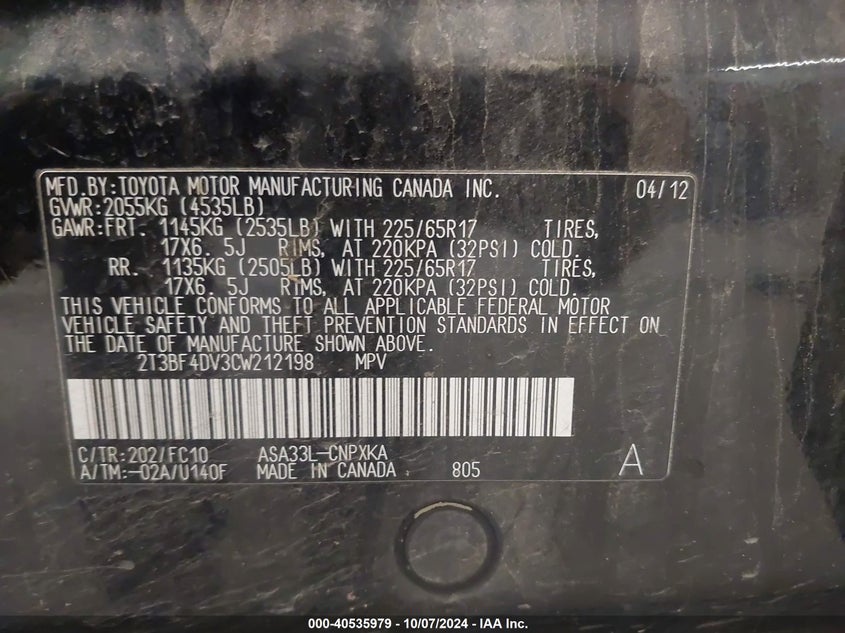 MFD.BY:TOYOTA MOTOR MANUFACTURING CANADA INC. 04/12
GVWR:2055KG (4535LB)
GAWR:FRT. 1145KG (2535LB) WITH 225/65R17 TIRES,
17X6. 5J RIMS, AT 220KPA (32PSI) COLD.
RR. 1135KG (2505LB) WITH 225/65R17 TIRES,
17X6. 5J RIMS, AT 220KPA (32PSI) COLD.
THIS VEHICLE CONFORMS TO ALL APPLICABLE FEDERAL MOTOR
VEHICLE SAFETY AND THEFT PREVENTION STANDARDS IN EFFECT ON
THE DATE OF MANUFACTURE SHOWN ABOVE.
2T3BF4DV3CW212198 MPV
C/TR:202/FC10 ASA33L-CNPXKA
A/TM:-02A/U140F MADE IN CANADA 805 A
000-40535979 - 10/07/2024 - IAA Inc.